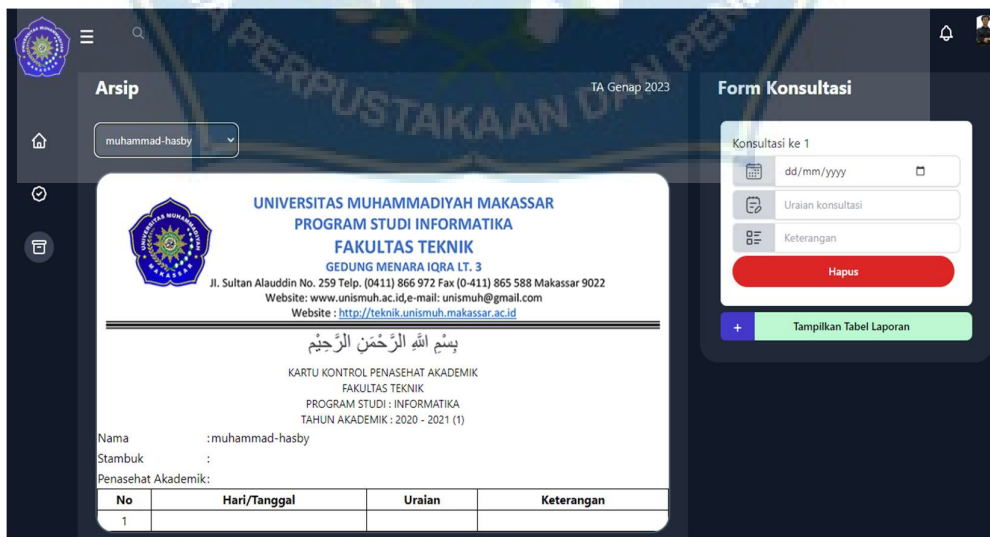 PERPUSTAKAAN DAN PEN
Arsip
TA Genap 2023
muhammad-hasby
UNIVERSITAS MUHAMMADIYAH MAKASSAR
PROGRAM STUDI INFORMATIKA
FAKULTAS TEKNIK
GEDUNG MENARA IQRA LT. 3
Jl. Sultan Alauddin No. 259 Telp. (0411) 866 972 Fax (0-411) 865 588 Makassar 9022
Website: www.unismuh.ac.id,e-mail: unismuh@gmail.com
Website : http://teknik.unismuh.makassar.ac.id
بِسْمِ اللَّهِ الرَّحْمَنِ الرَّحِيْمِ
KARTU KONTROL PENASEHAT AKADEMIK
FAKULTAS TEKNIK
PROGRAM STUDI : INFORMATIKA
TAHUN AKADEMIK : 2020 - 2021 (1)
Nama :muhammad-hasby
Stambuk :
Penasehat Akademik:
No Hari/Tanggal Uraian Keterangan
1
Form Konsultasi
Konsultasi ke 1
dd/mm/yyyy
Uraian konsultasi
Keterangan
Hapus
+ Tampilkan Tabel Laporan